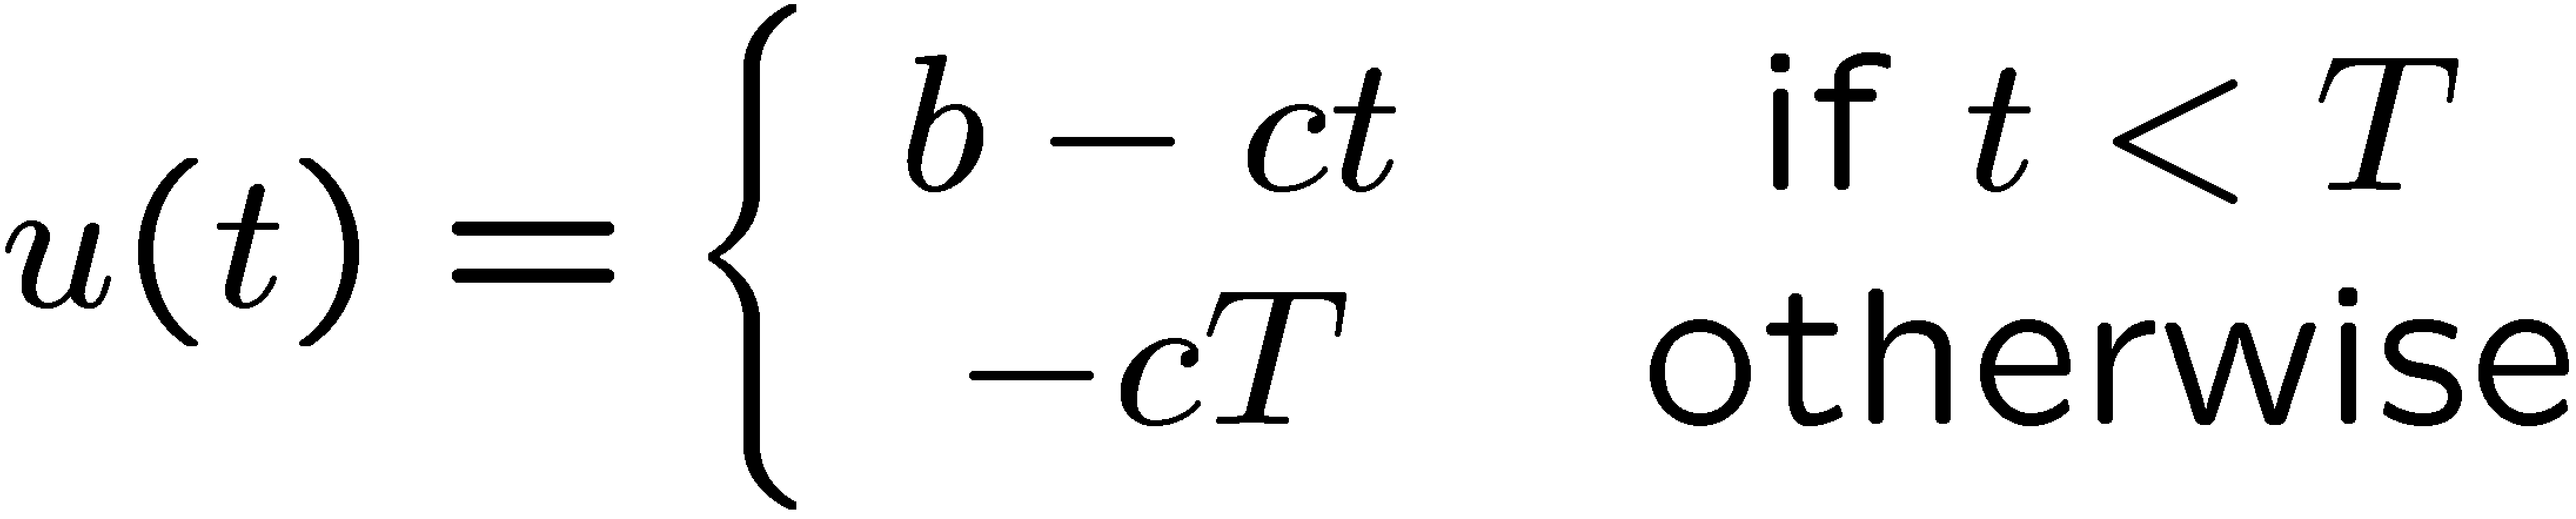 u(t) = { b − ct if t < T
−cT otherwise